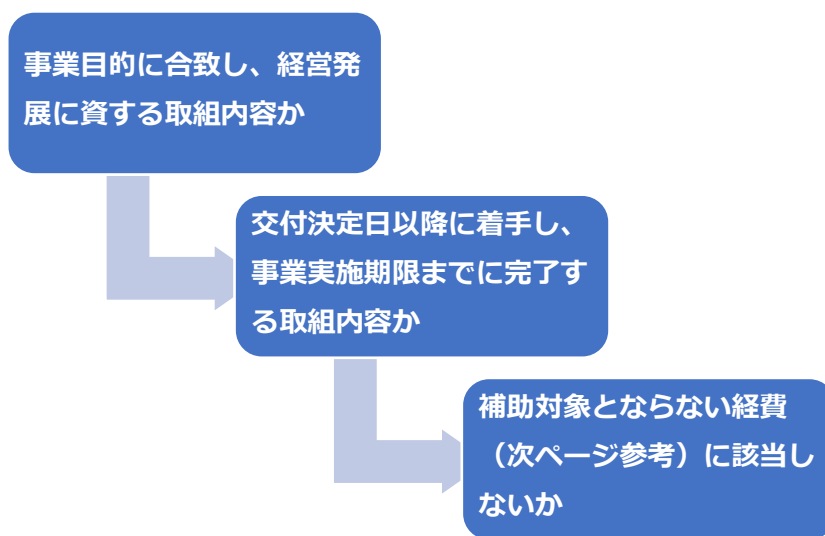 事業目的に合致し、経営発
展に資する取組内容か
交付決定日以降に着手し、
事業実施期限までに完了す
る取組内容か
補助対象とならない経費
（次ページ参考）に該当し
ないか